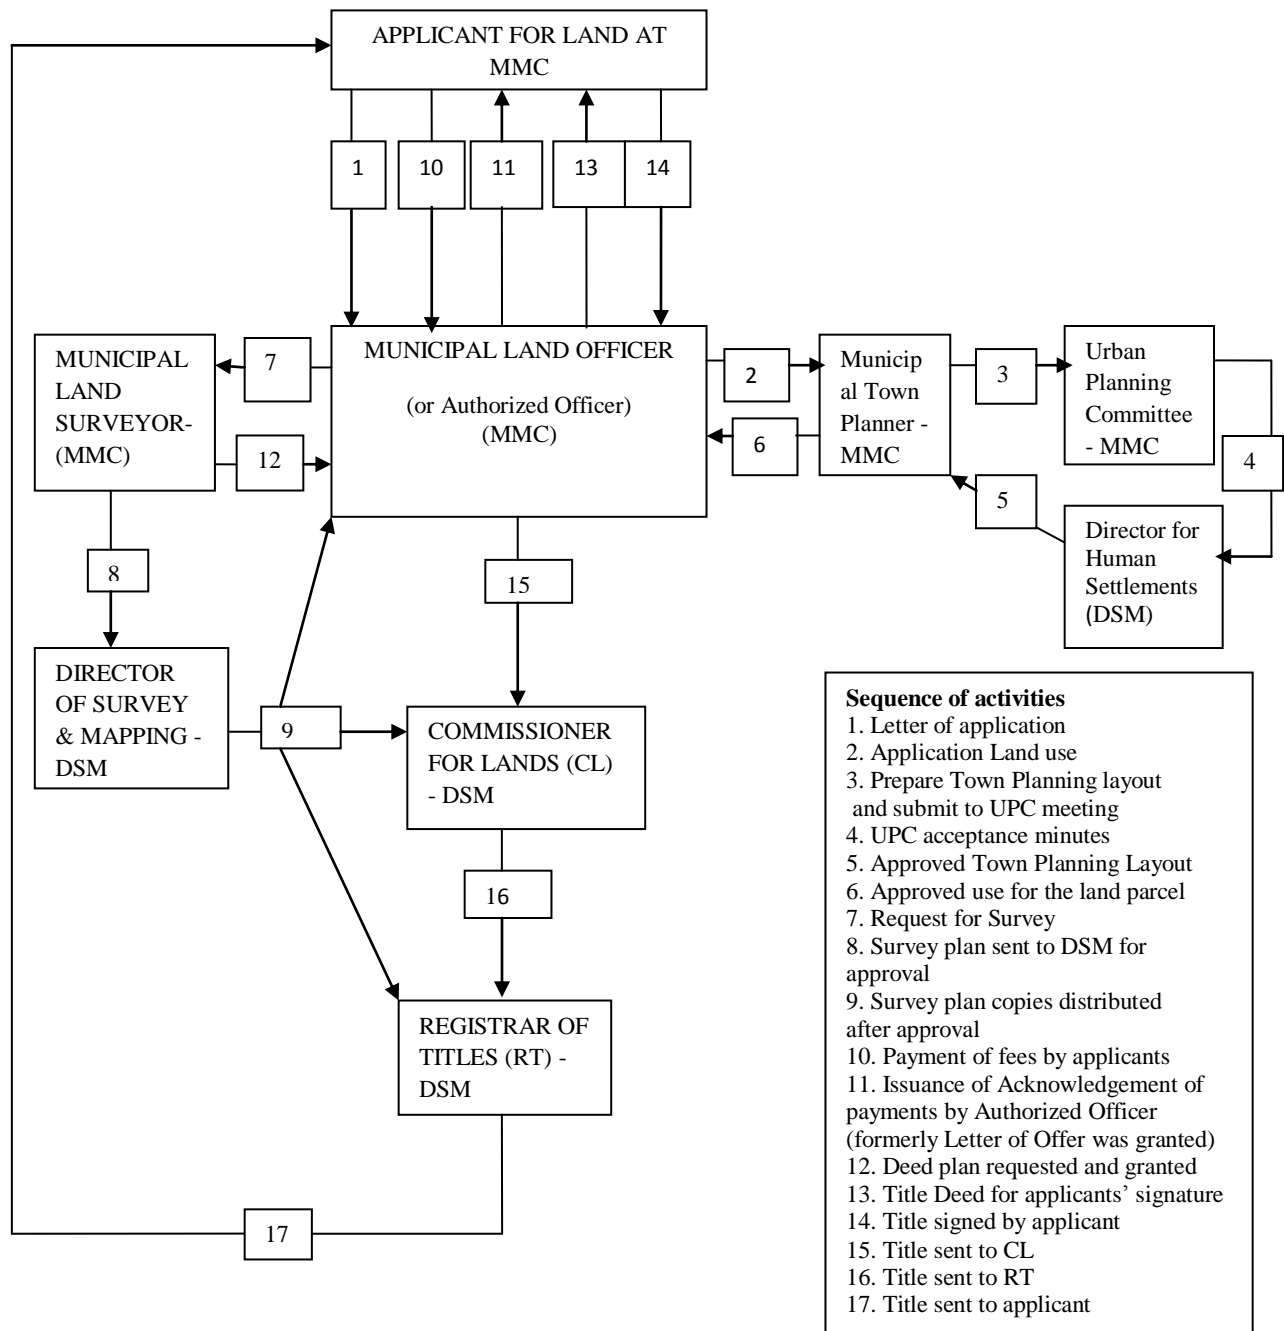 APPLICANT FOR LAND AT
MMC
1
10
11
13
14
MUNICIPAL LAND OFFICER
(or Authorized Officer)
(MMC)
7
12
MUNICIPAL
LAND
SURVEYOR-
(MMC)
2
6
Municip
al Town
Planner -
MMC
3
Urban
Planning
Committee
- MMC
4
5
Director for
Human
Settlements
(DSM)
8
15
DIRECTOR
OF SURVEY
& MAPPING -
DSM
9
COMMISSIONER
FOR LANDS (CL)
- DSM
16
REGISTRAR OF
TITLES (RT) -
DSM
17
Sequence of activities
1. Letter of application
2. Application Land use
3. Prepare Town Planning layout
and submit to UPC meeting
4. UPC acceptance minutes
5. Approved Town Planning Layout
6. Approved use for the land parcel
7. Request for Survey
8. Survey plan sent to DSM for
approval
9. Survey plan copies distributed
after approval
10. Payment of fees by applicants
11. Issuance of Acknowledgement of
payments by Authorized Officer
(formerly Letter of Offer was granted)
12. Deed plan requested and granted
13. Title Deed for applicants’ signature
14. Title signed by applicant
15. Title sent to CL
16. Title sent to RT
17. Title sent to applicant